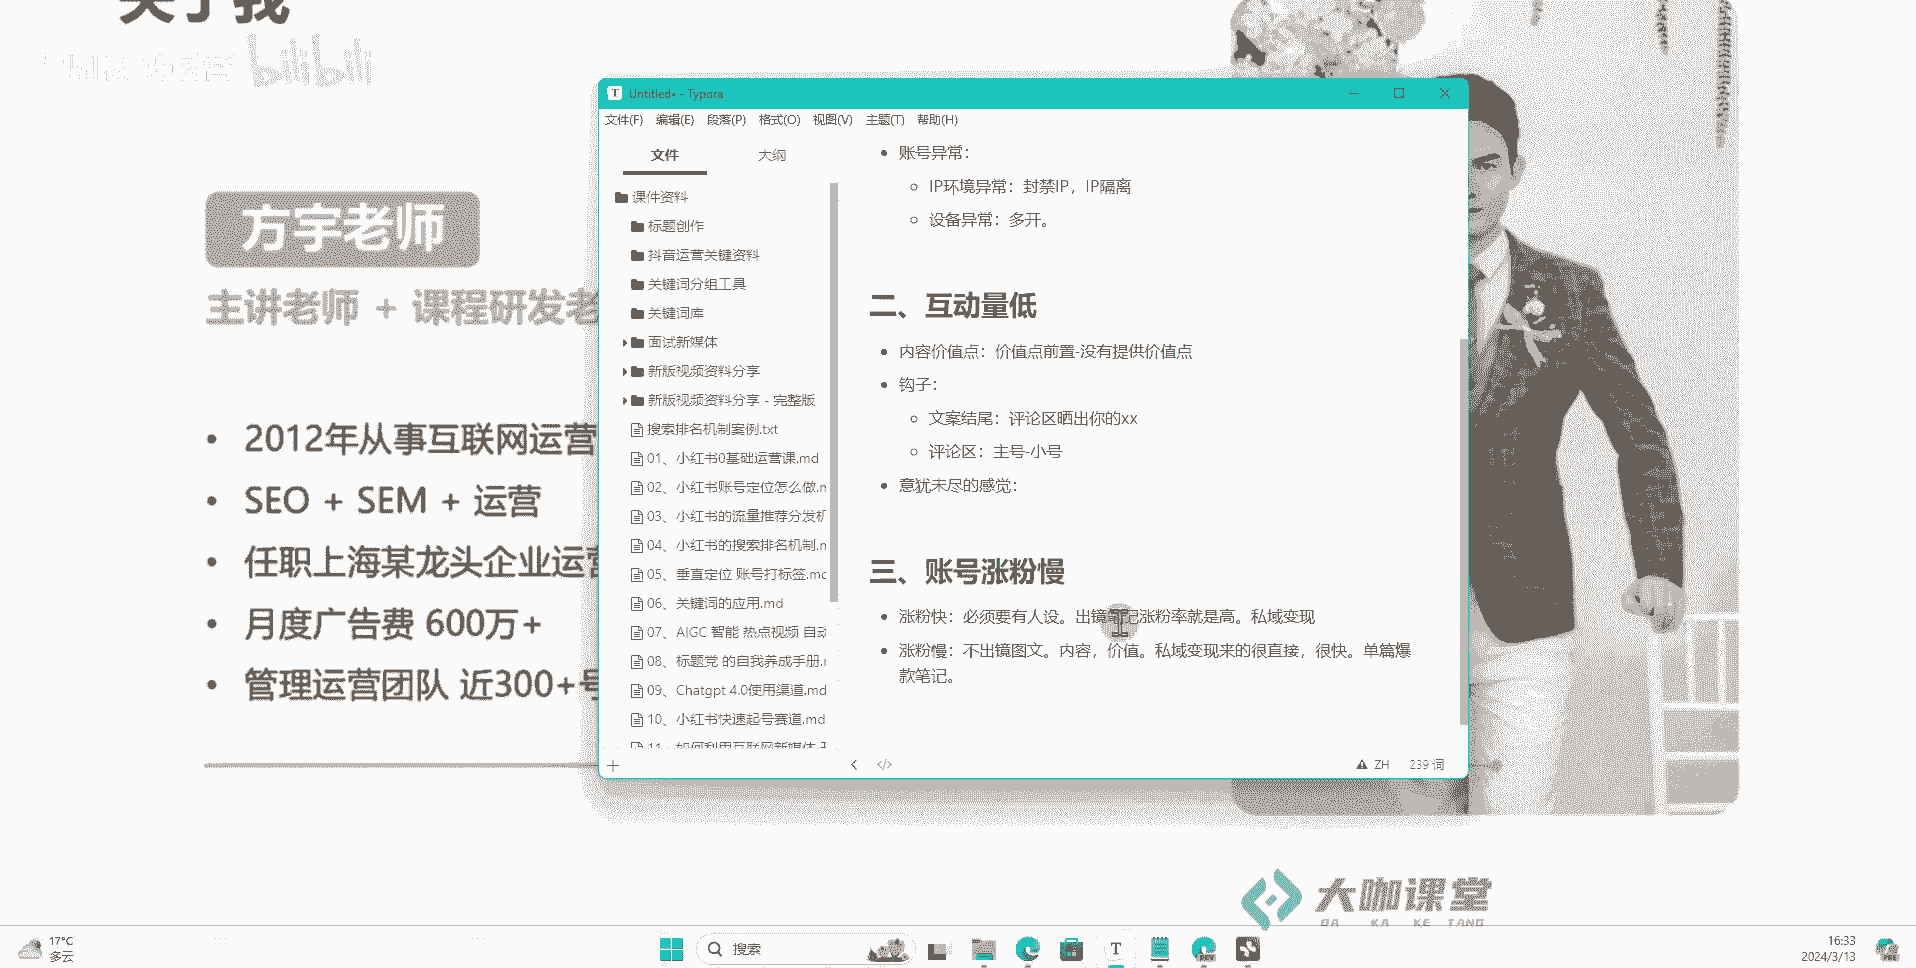 关于我
bilibili
方宇老师
主讲老师 + 课程研发老
• 2012年从事互联网运营
• SEO + SEM + 运营
• 任职上海某龙头企业运营
• 月度广告费 600万+
• 管理运营团队 近300+号
Untitled• - Typora
文件(F) 编辑(E) 段落(P) 格式(O) 视图(V) 主题(T) 帮助(H)
文件 大纲
课件资料
标题创作
抖音运营关键资料
关键词分组工具
关键词库
面试新媒体
新版视频资料分享
新版视频资料分享 - 完整版
搜索排名机制案例.txt
01、小红书0基础运营课.md
02、小红书账号定位怎么做.m
03、小红书的流量推荐分发机
04、小红书的搜索排名机制.m
05、垂直定位 账号打标签.mc
06、关键词的应用.md
07、AIGC 智能 热点视频 自动
08、标题党 的自我养成手册.m
09、Chatgpt 4.0使用渠道.md
10、小红书快速起号赛道.md
11、如何利用互联网新媒体
• 账号异常：
IP环境异常：封禁IP，IP隔离
设备异常：多开。
二、互动量低
• 内容价值点：价值点前置-没有提供价值点
• 钩子：
文案结尾：评论区晒出你的xx
评论区：主号-小号
• 意犹未尽的感觉：
三、账号涨粉慢
• 涨粉快：必须要有人设。出镜笔记涨粉率就是高。私域变现
• 涨粉慢：不出镜图文。内容，价值。私域变现来的很直接，很快。单篇爆
款笔记。
ZH 239 词
大咖课堂
DA KA KE TANG
17°C
多云
搜索
T
DEV
16:33
2024/3/13
PRE